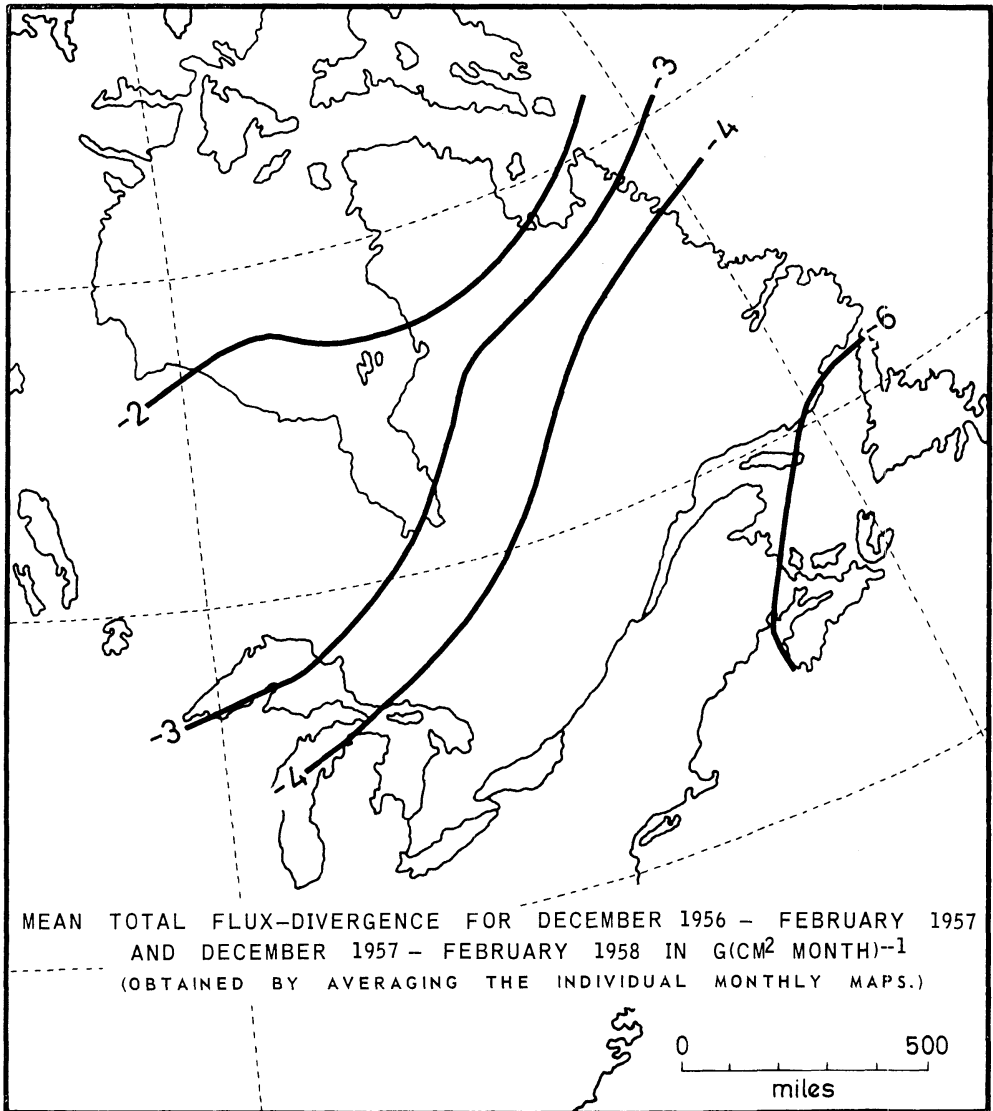 -3
-4
-6
-2
-3
-4
MEAN TOTAL FLUX-DIVERGENCE FOR DECEMBER 1956 - FEBRUARY 1957
AND DECEMBER 1957 - FEBRUARY 1958 IN G(CM² MONTH)--1
(OBTAINED BY AVERAGING THE INDIVIDUAL MONTHLY MAPS.)
0 500
miles